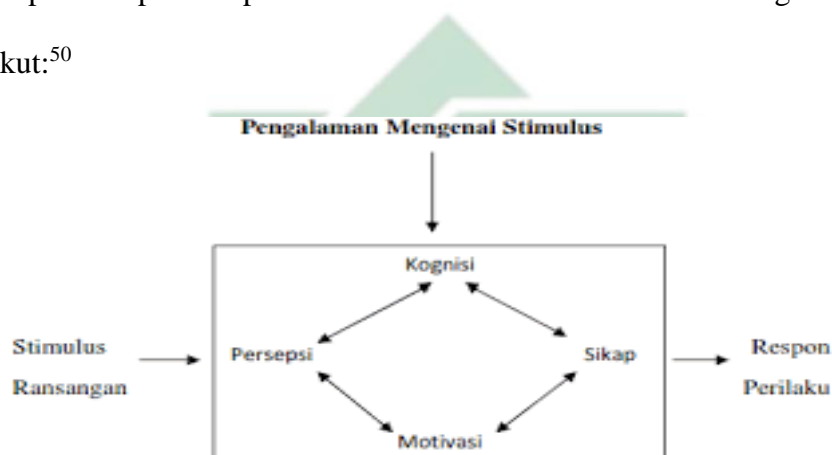 kut:50
Pengalaman Mengenai Stimulus
Kognisi
Stimulus
Ransangan
Persepsi
Sikap
Respon
Perilaku
Motivasi